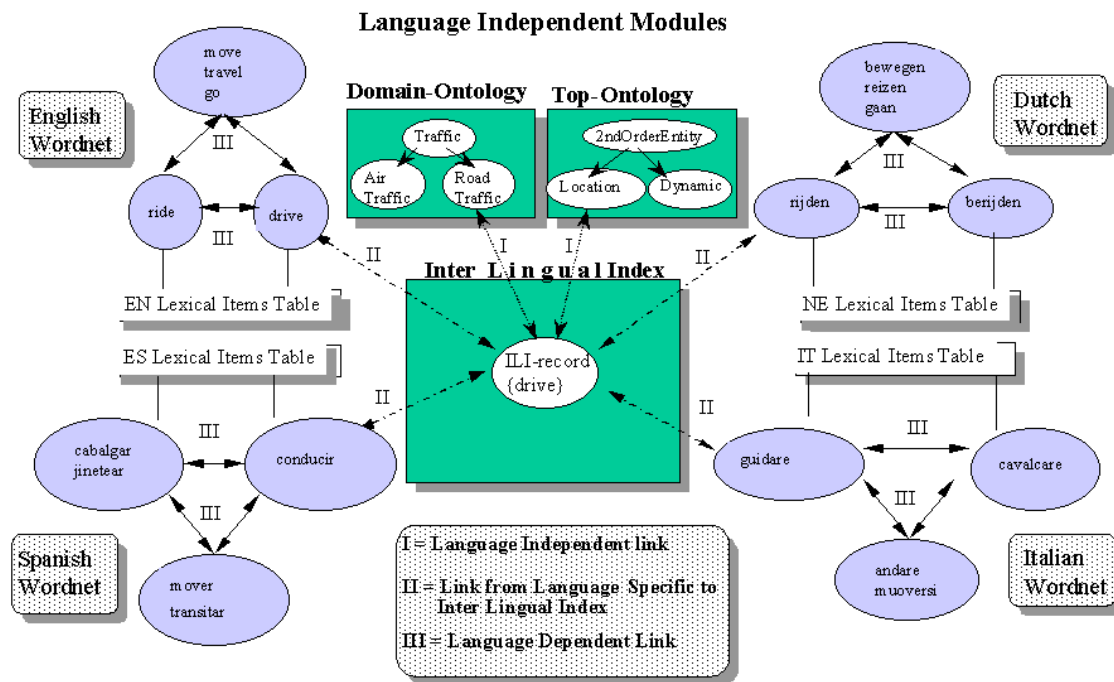 Language Independent Modules
move
travel
go
English
Wordnet
III
ride
drive
III
EN Lexical Items Table
Domain-Ontology
Traffic
Air
Traffic
Road
Traffic
Top-Ontology
2ndOrderEntity
Location
Dynamic
bewegen
reizen
gaan
Dutch
Wordnet
III
rijden
berijden
III
NE Lexical Items Table
II
I
I
II
Inter Lingual Index
ILI-record
{drive}
II
II
ES Lexical Items Table
III
cabalgar
jinetear
conducir
III
Spanish
Wordnet
mover
transitar
IT Lexical Items Table
III
guidare
cavalcare
III
andare
muoversi
Italian
Wordnet
I = Language Independent link
II = Link from Language Specific to
Inter Lingual Index
III = Language Dependent Link